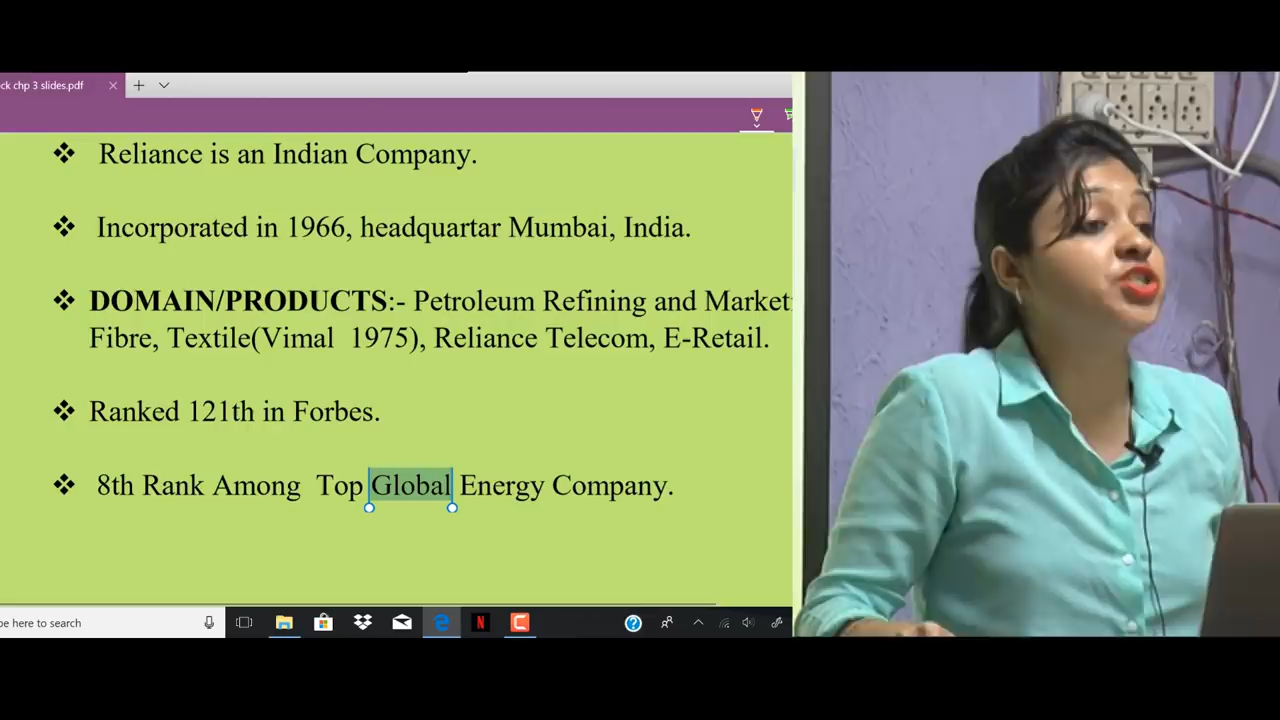 ck chp 3 slides.pdf
❖ Reliance is an Indian Company.
❖ Incorporated in 1966, headquartar Mumbai, India.
❖ DOMAIN/PRODUCTS:- Petroleum Refining and Market
Fibre, Textile(Vimal 1975), Reliance Telecom, E-Retail.
❖ Ranked 121th in Forbes.
❖ 8th Rank Among Top Global Energy Company.
pe here to search